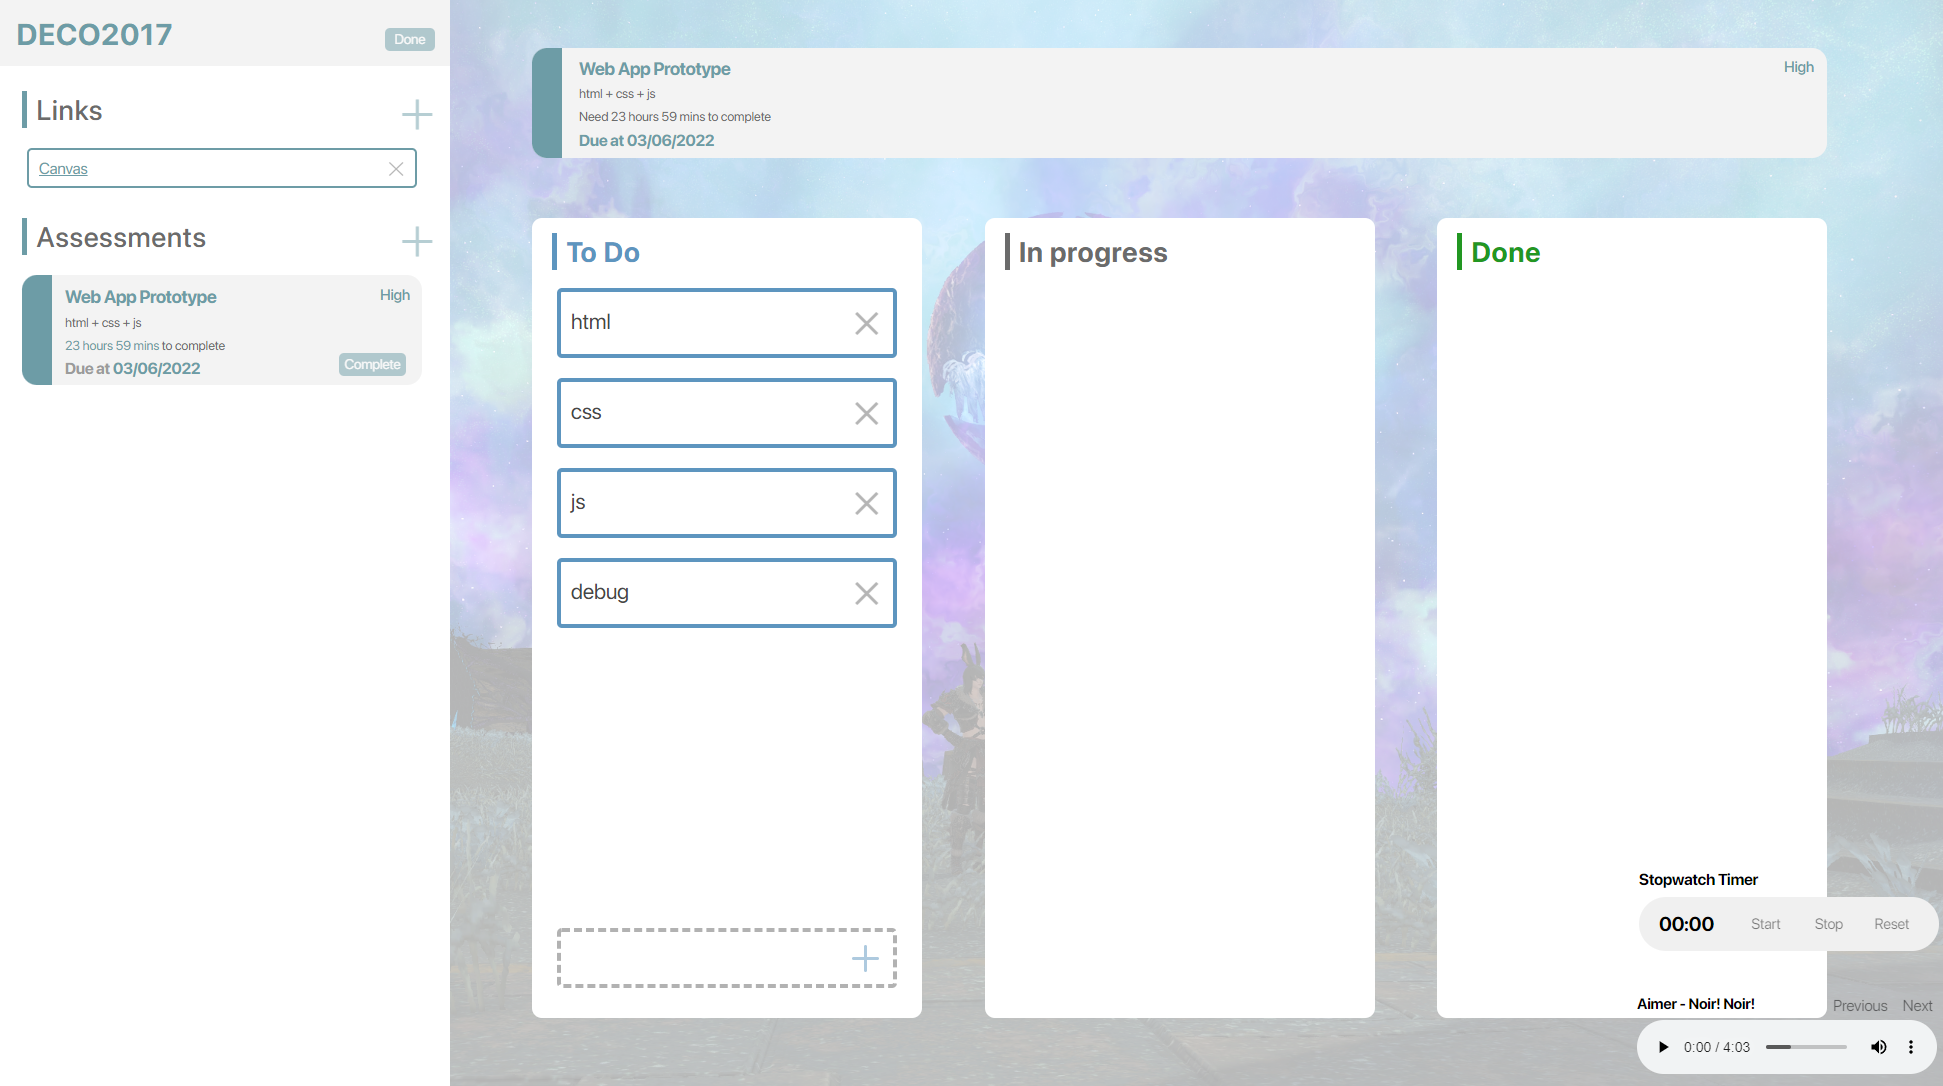 DECO2017
Done
Links
Canvas
Assessments
Web App Prototype
High
html + css + js
23 hours 59 mins to complete
Due at 03/06/2022
Complete
Web App Prototype
High
html + css + js
Need 23 hours 59 mins to complete
Due at 03/06/2022
To Do
html
css
js
debug
In progress
Done
Stopwatch Timer
00:00 Start Stop Reset
Aimer - Noir! Noir! Previous Next
0:00 / 4:03